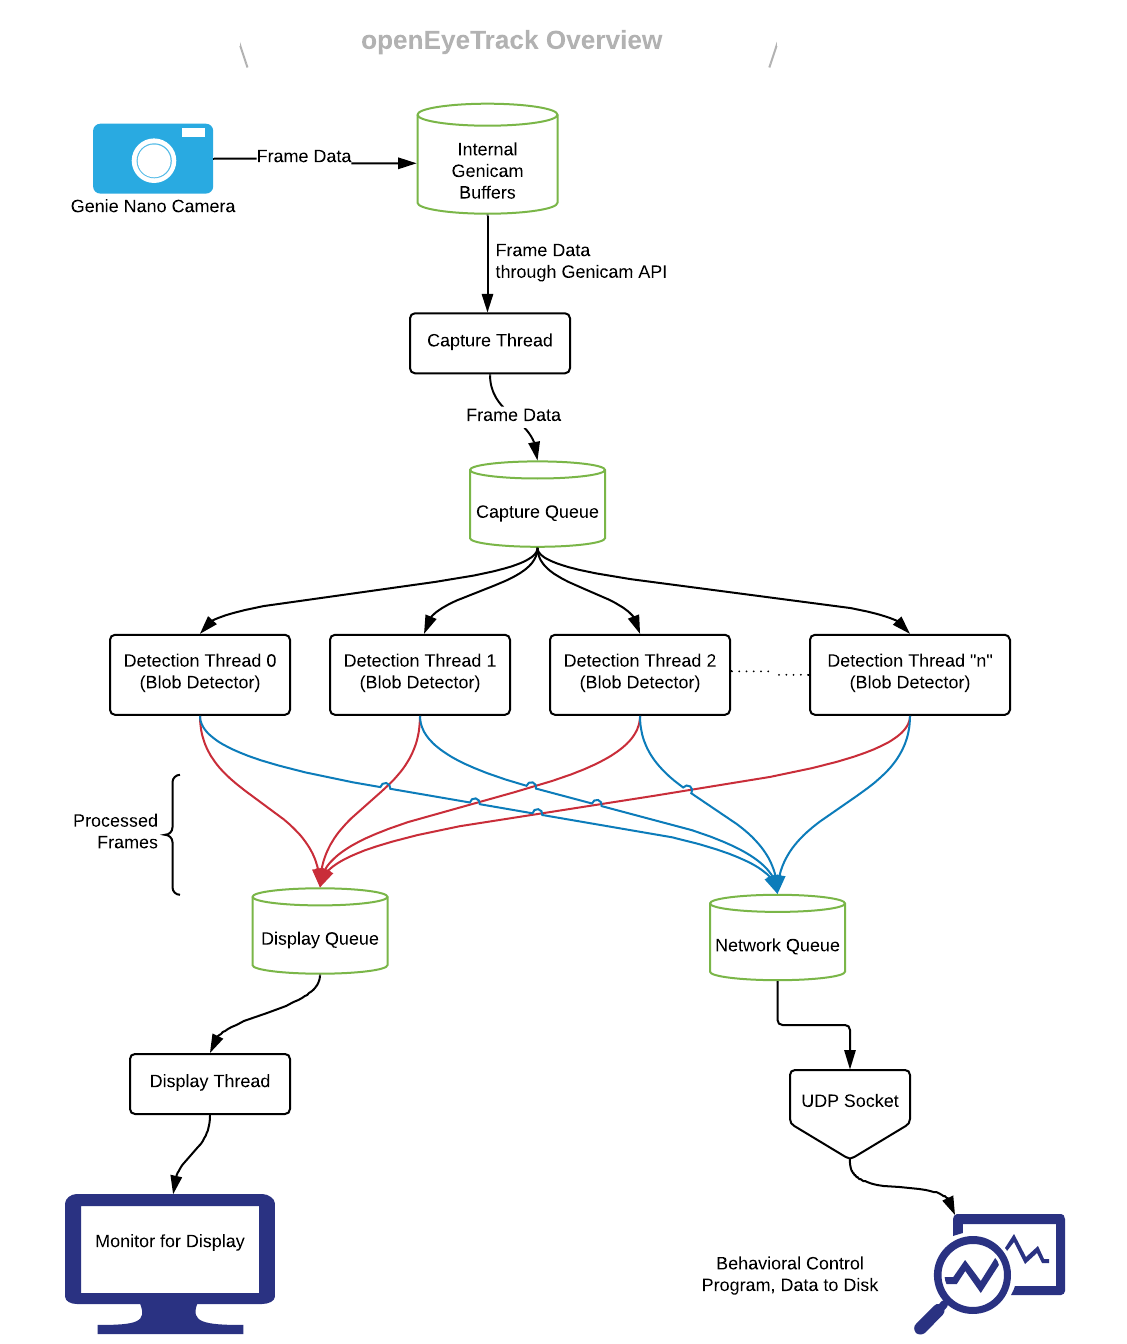 openEyeTrack Overview
Frame Data
Internal
Genicam
Buffers
Genie Nano Camera
Frame Data
through Genicam API
Capture Thread
Frame Data
Capture Queue
Detection Thread 0
(Blob Detector)
Detection Thread 1
(Blob Detector)
Detection Thread 2
(Blob Detector)
Detection Thread "n"
(Blob Detector)
Processed
Frames
Display Queue
Network Queue
Display Thread
UDP Socket
Monitor for Display
Behavioral Control
Program, Data to Disk